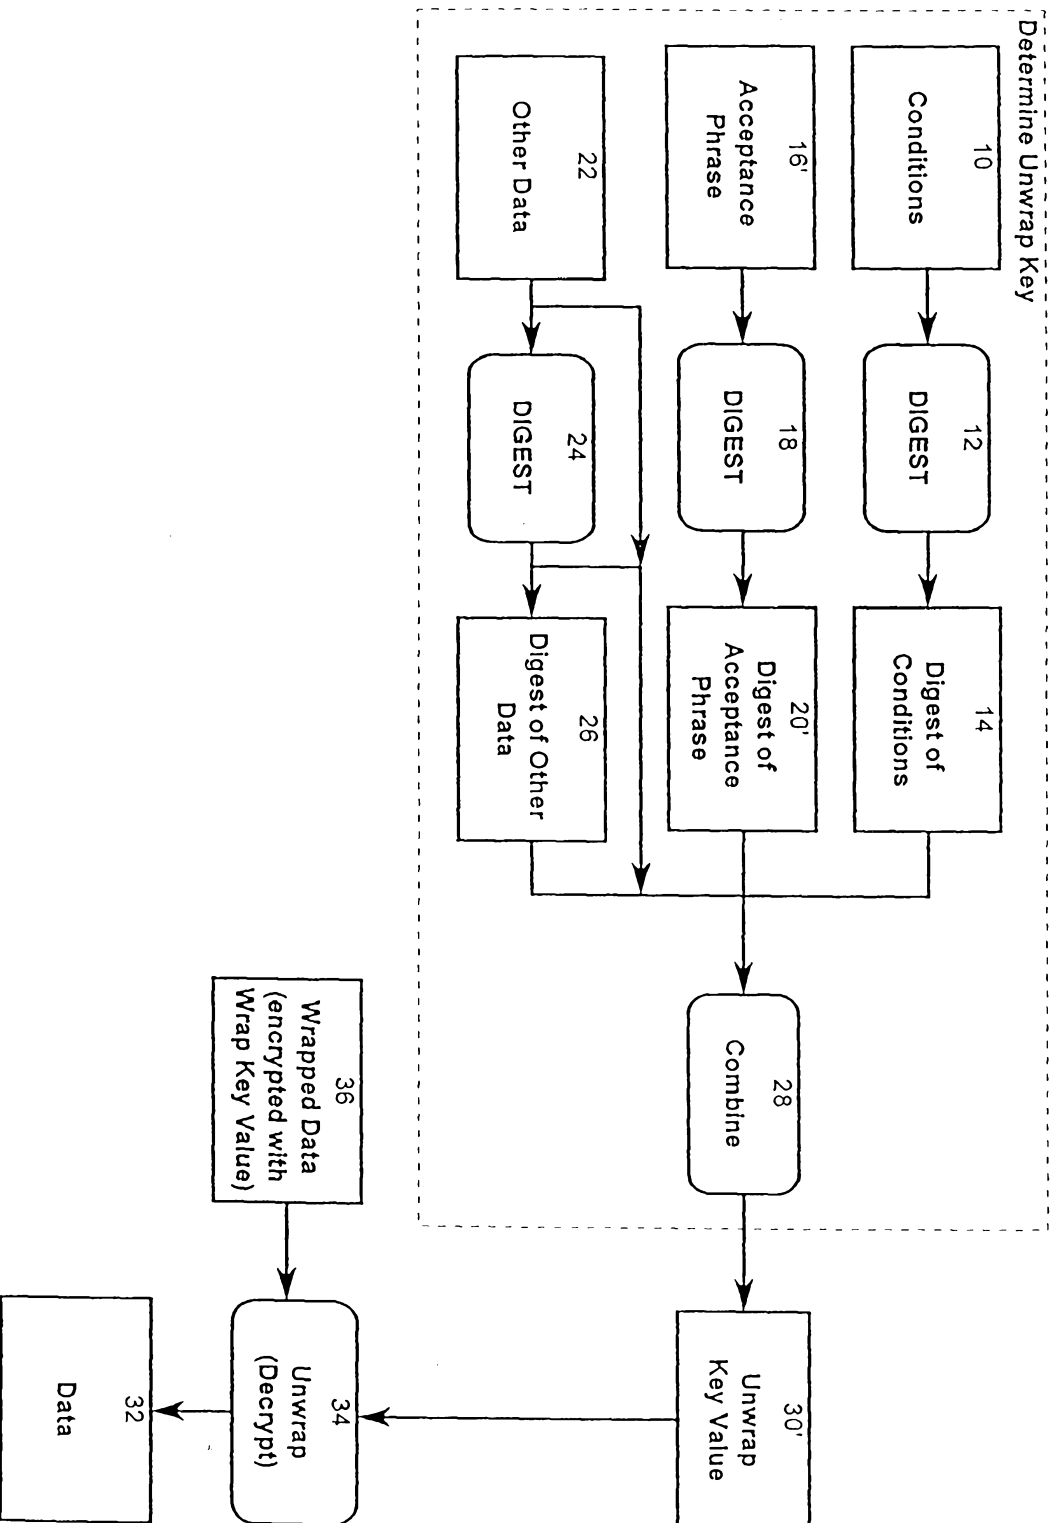 Determine Unwrap Key
10
Conditions
12
DIGEST
14
Digest of
Conditions
16'
Acceptance
Phrase
18
DIGEST
20'
Digest of
Acceptance
Phrase
22
Other Data
24
DIGEST
26
Digest of Other
Data
28
Combine
30'
Unwrap
Key Value
36
Wrapped Data
(encrypted with
Wrap Key Value)
34
Unwrap
(Decrypt)
32
Data